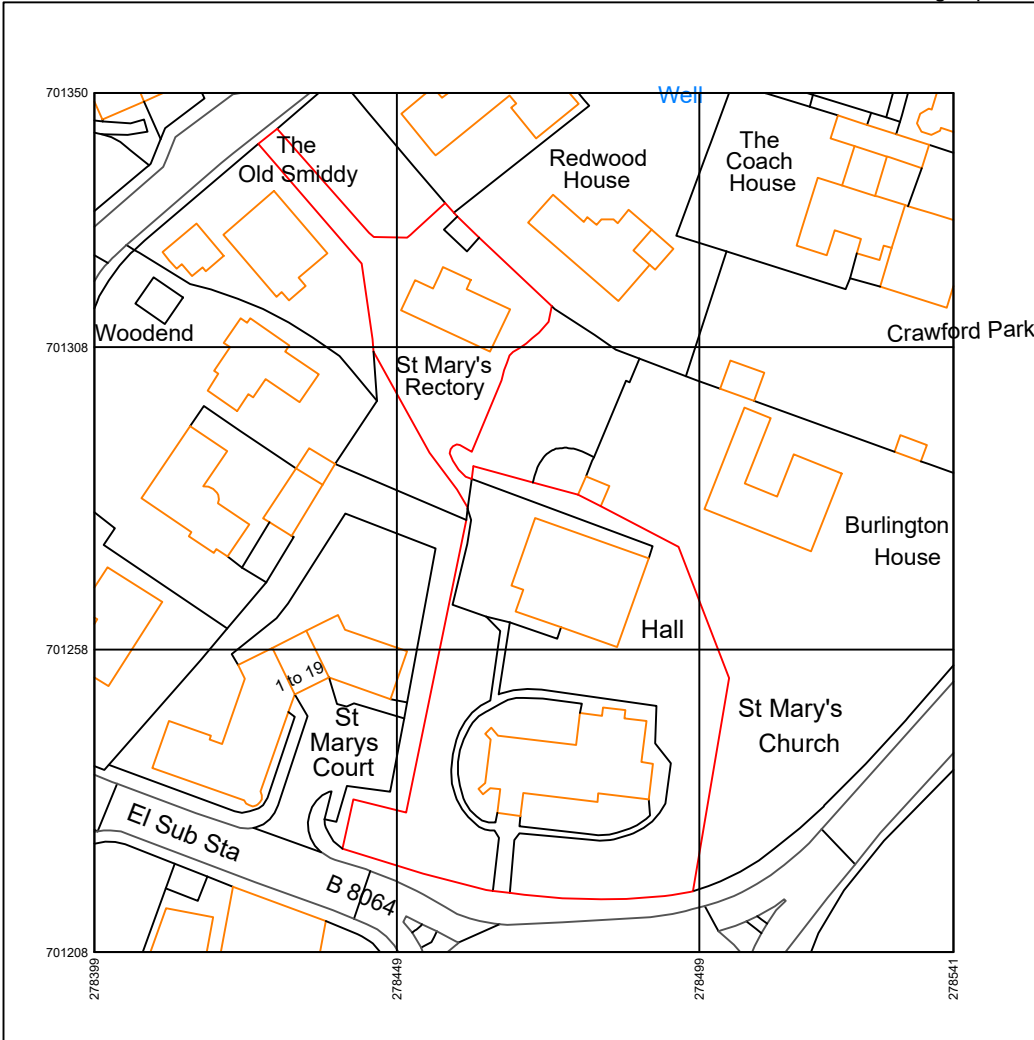 701350
Well
The
Old Smiddy
Redwood
House
The
Coach
House
Woodend
Crawford Park
701308
St Mary's
Rectory
Burlington
House
Hall
701258
1 to 19
St
Marys
Court
St Mary's
Church
El Sub Sta
B 8064
701208
278399
278449
278499
278541